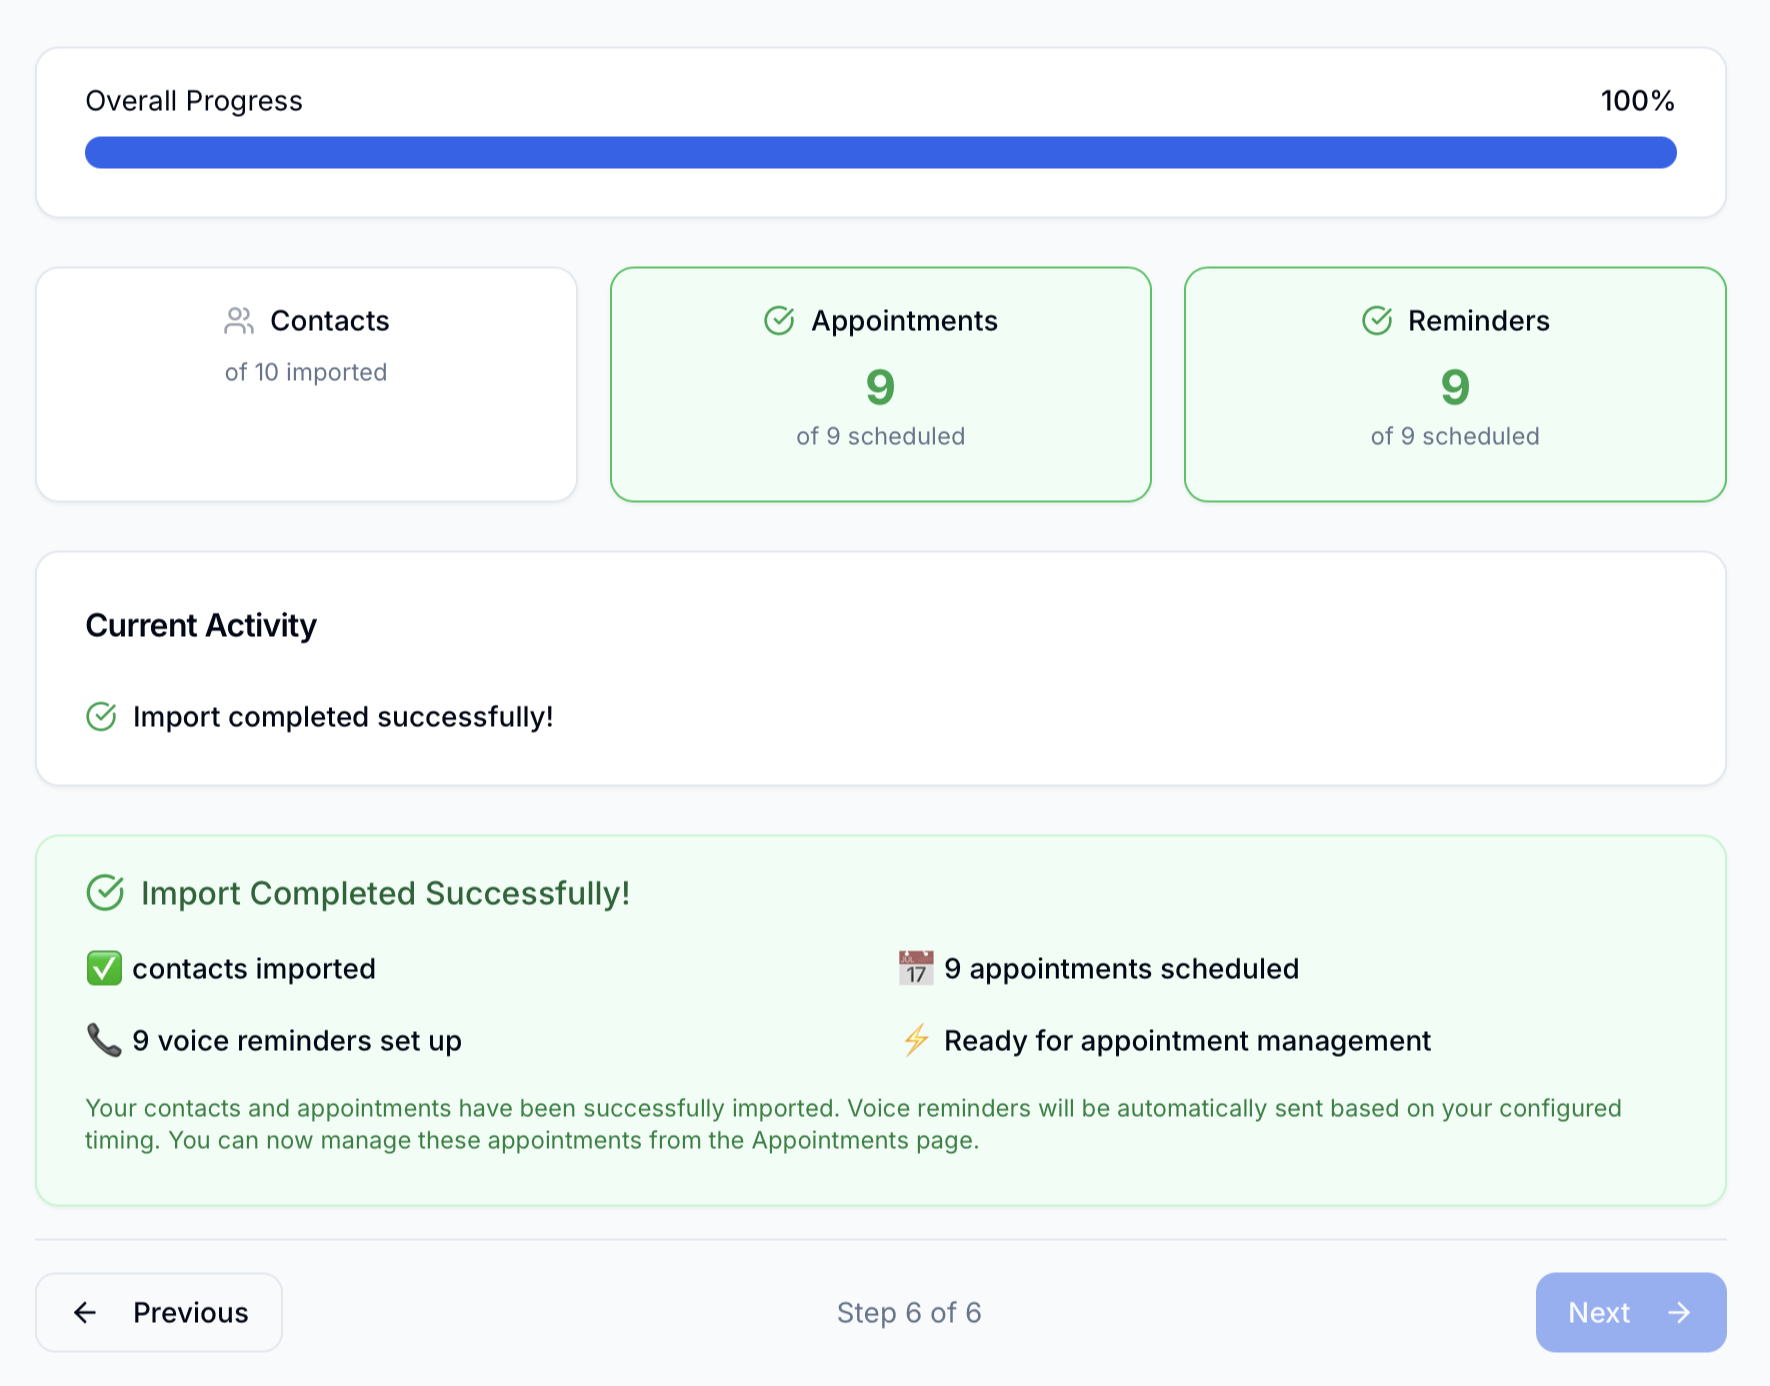 Overall Progress
100%
Contacts
of 10 imported
Appointments
9
of 9 scheduled
Reminders
9
of 9 scheduled
Current Activity
Import completed successfully!
Import Completed Successfully!
✅ contacts imported
📅 9 appointments scheduled
📞 9 voice reminders set up
⚡ Ready for appointment management
Your contacts and appointments have been successfully imported. Voice reminders will be automatically sent based on your configured
timing. You can now manage these appointments from the Appointments page.
← Previous
Step 6 of 6
Next →